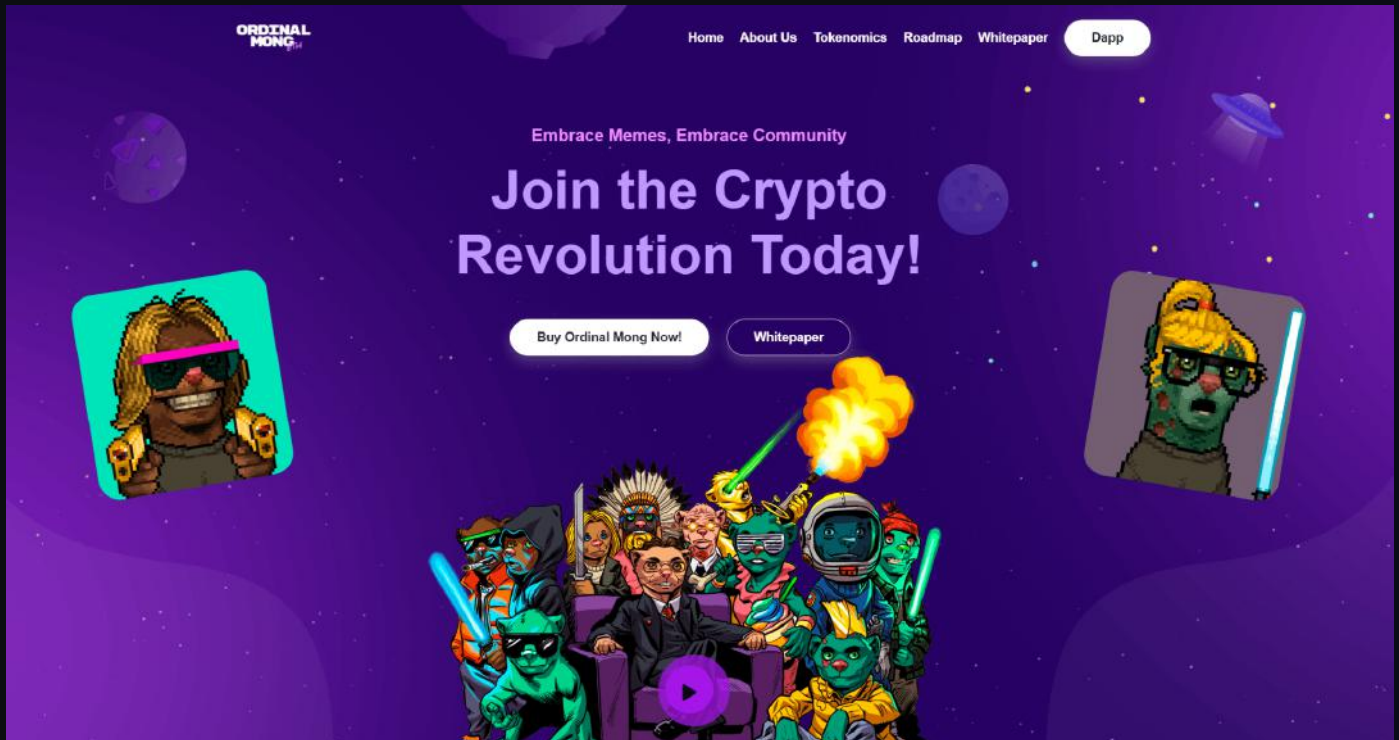 ORDINAL
MONG
Home About Us Tokenomics Roadmap Whitepaper Dapp
Embrace Memes, Embrace Community
Join the Crypto
Revolution Today!
Buy Ordinal Mong Now! Whitepaper